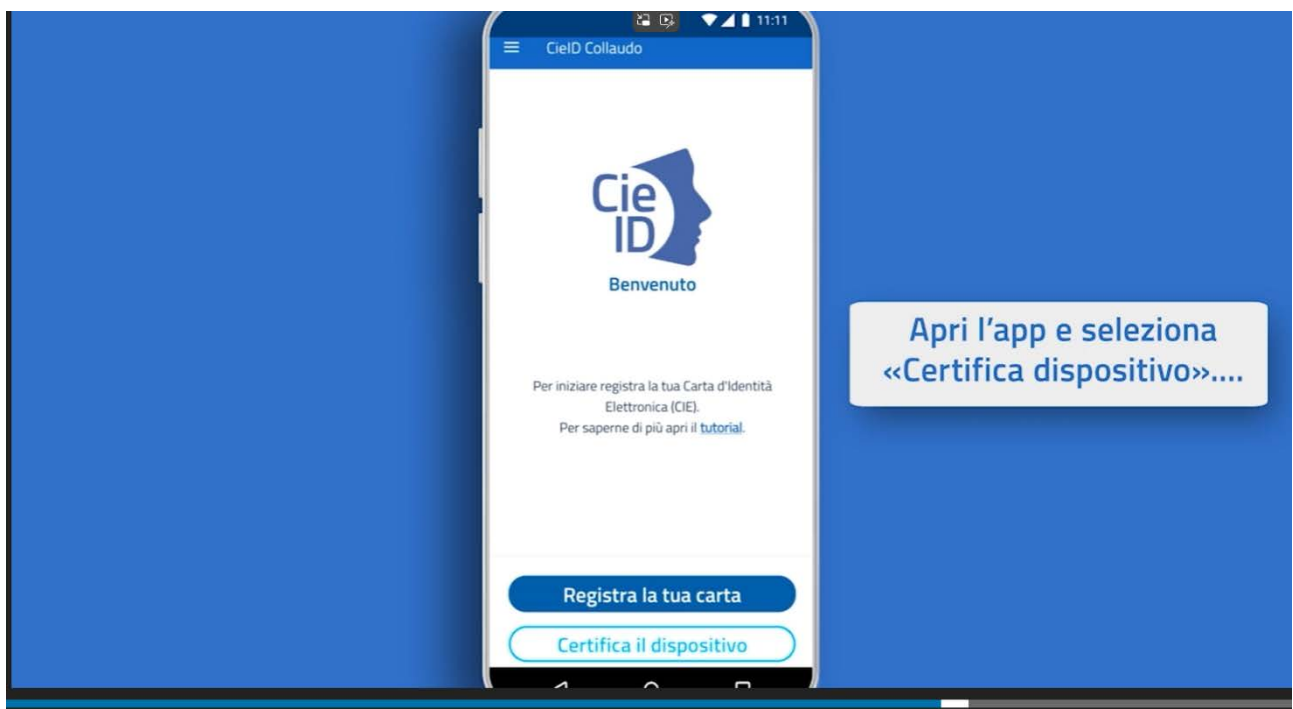 11:11
CieID Collaudo
Cie
ID
Benvenuto
Per iniziare registra la tua Carta d'Identità
Elettronica (CIE).
Per saperne di più apri il tutorial.
Registra la tua carta
Certifica il dispositivo
Apri l'app e seleziona
«Certifica dispositivo»....